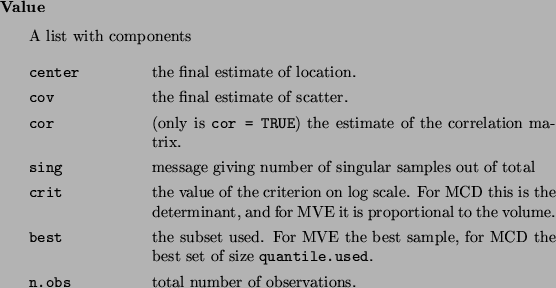 Value
A list with components
center the final estimate of location.
cov the final estimate of scatter.
cor (only is cor = TRUE) the estimate of the correlation ma-
trix.
sing message giving number of singular samples out of total
crit the value of the criterion on log scale. For MCD this is the
determinant, and for MVE it is proportional to the volume.
best the subset used. For MVE the best sample, for MCD the
best set of size quantile.used.
n.obs total number of observations.